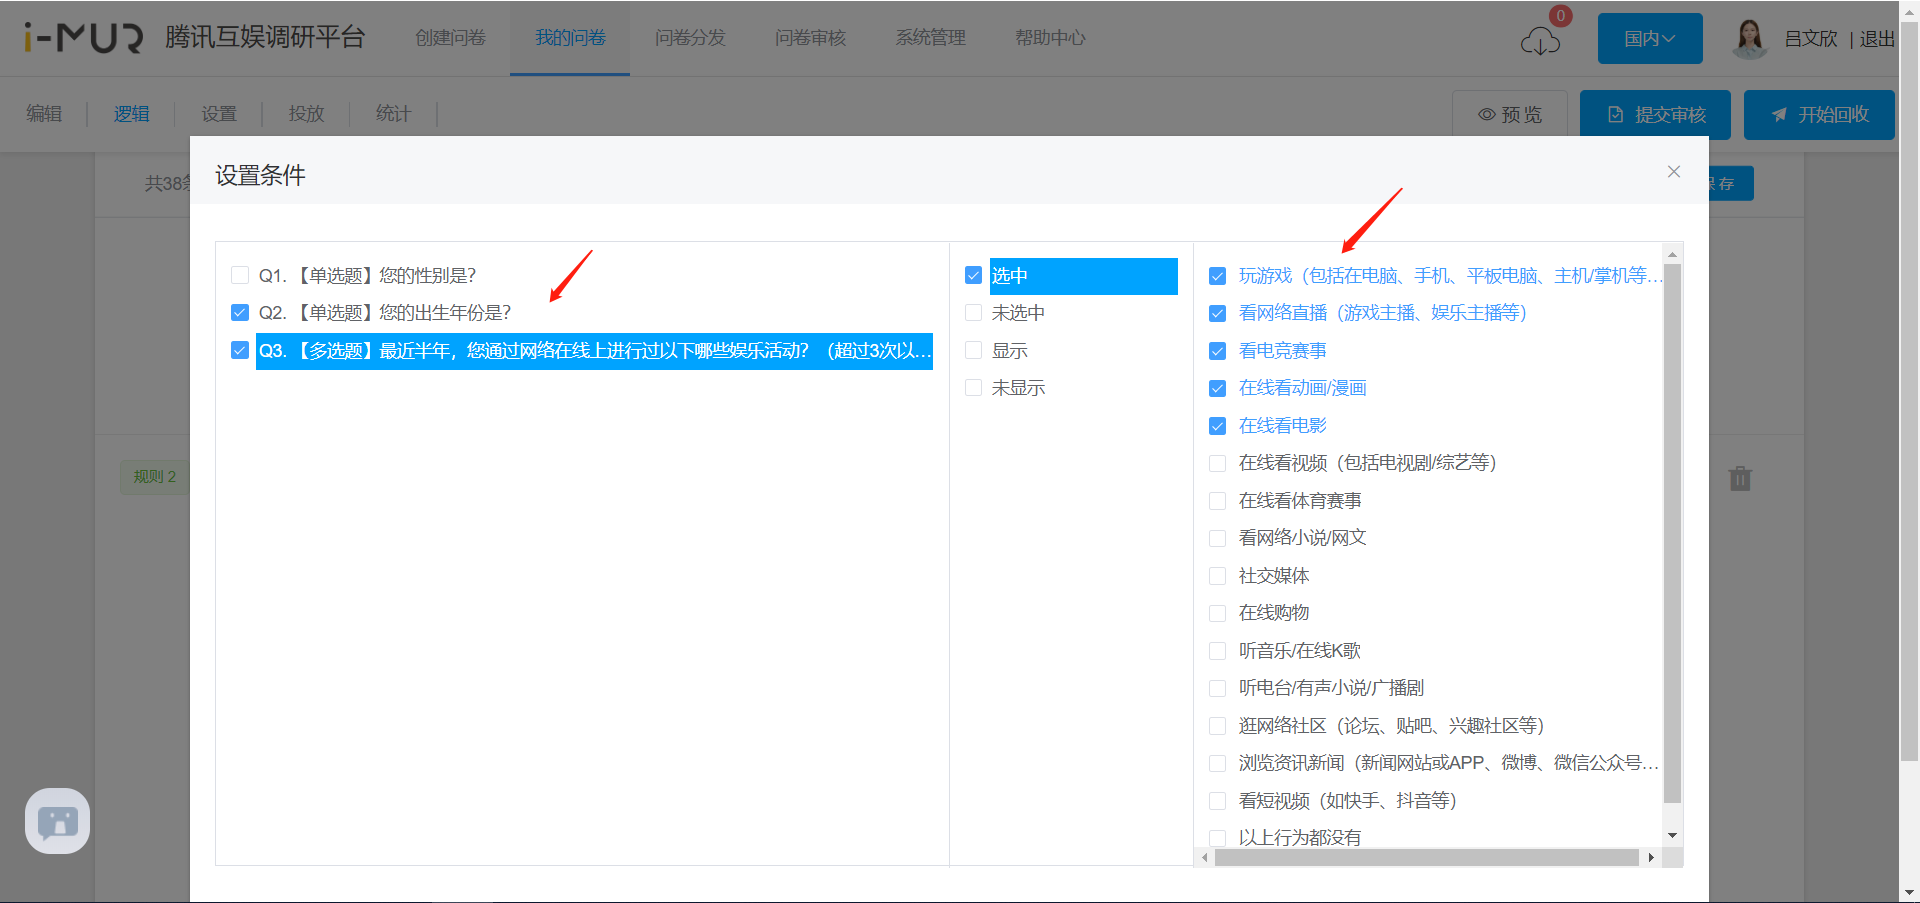 i-MUR 腾讯互娱调研平台 创建问卷 我的问卷 问卷分发 问卷审核 系统管理 帮助中心 0 国内 吕文欣 | 退出
编辑 逻辑 设置 投放 统计 预 览 提交审核 开始回收
设置条件
共38
存
Q1. 【单选题】您的性别是?
Q2. 【单选题】您的出生年份是?
Q3. 【多选题】最近半年，您通过网络在线上进行过以下哪些娱乐活动? （超过3次以…
规则 2
选中
未选中
显示
未显示
玩游戏（包括在电脑、手机、平板电脑、主机/掌机等…
看网络直播（游戏主播、娱乐主播等）
看电竞赛事
在线看动画/漫画
在线看电影
在线看视频（包括电视剧/综艺等）
在线看体育赛事
看网络小说/网文
社交媒体
在线购物
听音乐/在线K歌
听电台/有声小说/广播剧
逛网络社区（论坛、贴吧、兴趣社区等）
浏览资讯新闻（新闻网站或APP、微博、微信公众号…
看短视频（如快手、抖音等）
以上行为都没有